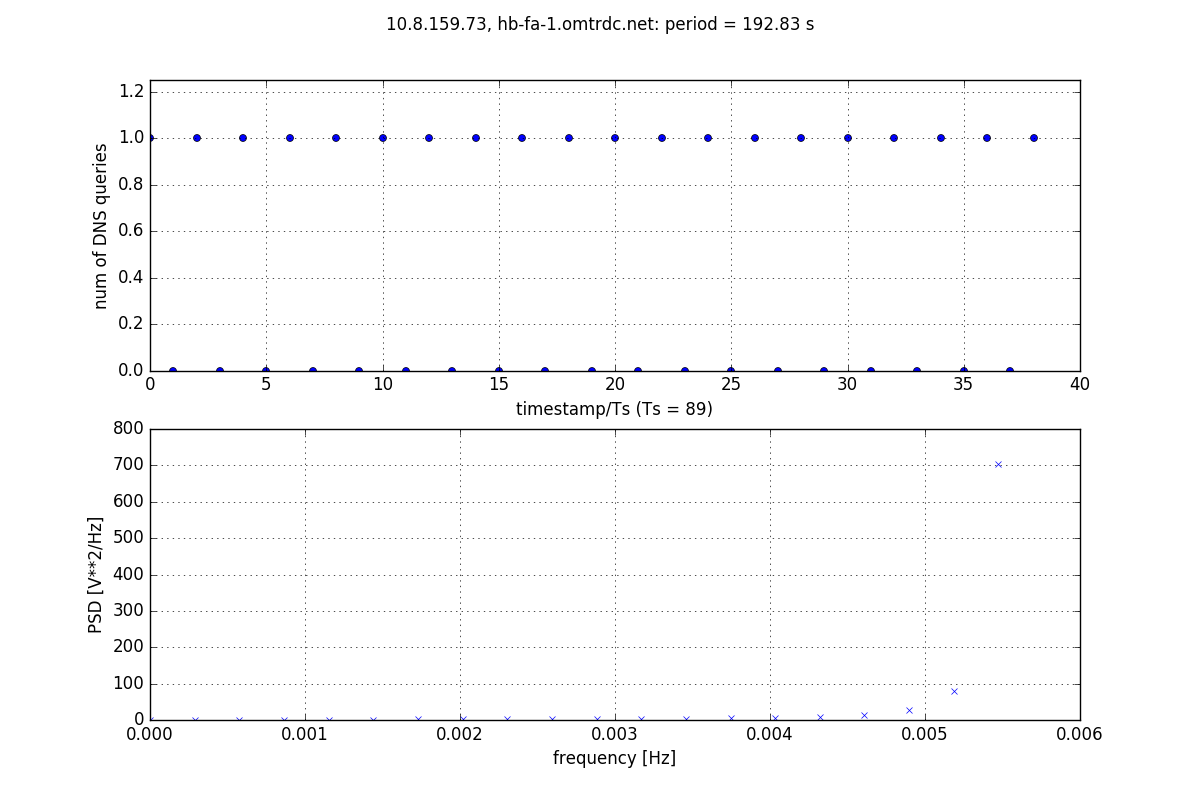 10.8.159.73, hb-fa-1.omtrdc.net: period = 192.83 s
1.2
1.0
0.8
0.6
0.4
0.2
0.0
num of DNS queries
0 5 10 15 20 25 30 35 40
timestamp/Ts (Ts = 89)
800
700
600
500
400
300
200
100
0
PSD [V**2/Hz]
0.000 0.001 0.002 0.003 0.004 0.005 0.006
frequency [Hz]